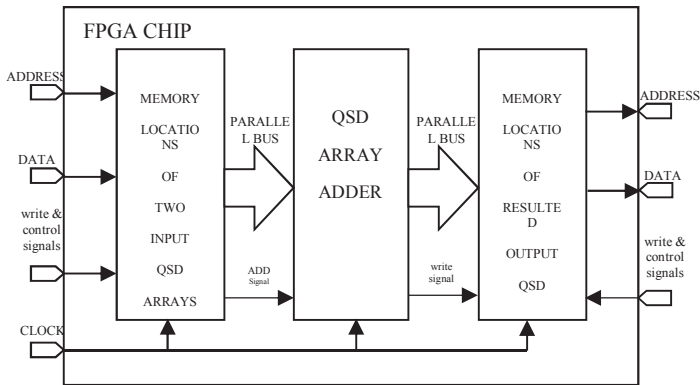 FPGA CHIP
ADDRESS
DATA
write &
control
signals
CLOCK
MEMORY
LOCATIO
NS
OF
TWO
INPUT
QSD
ARRAYS
PARALLE
L BUS
ADD
Signal
QSD
ARRAY
ADDER
PARALLE
L BUS
write
signal
MEMORY
LOCATIO
NS
OF
RESULTE
D
OUTPUT
QSD
ADDRESS
DATA
write &
control
signals